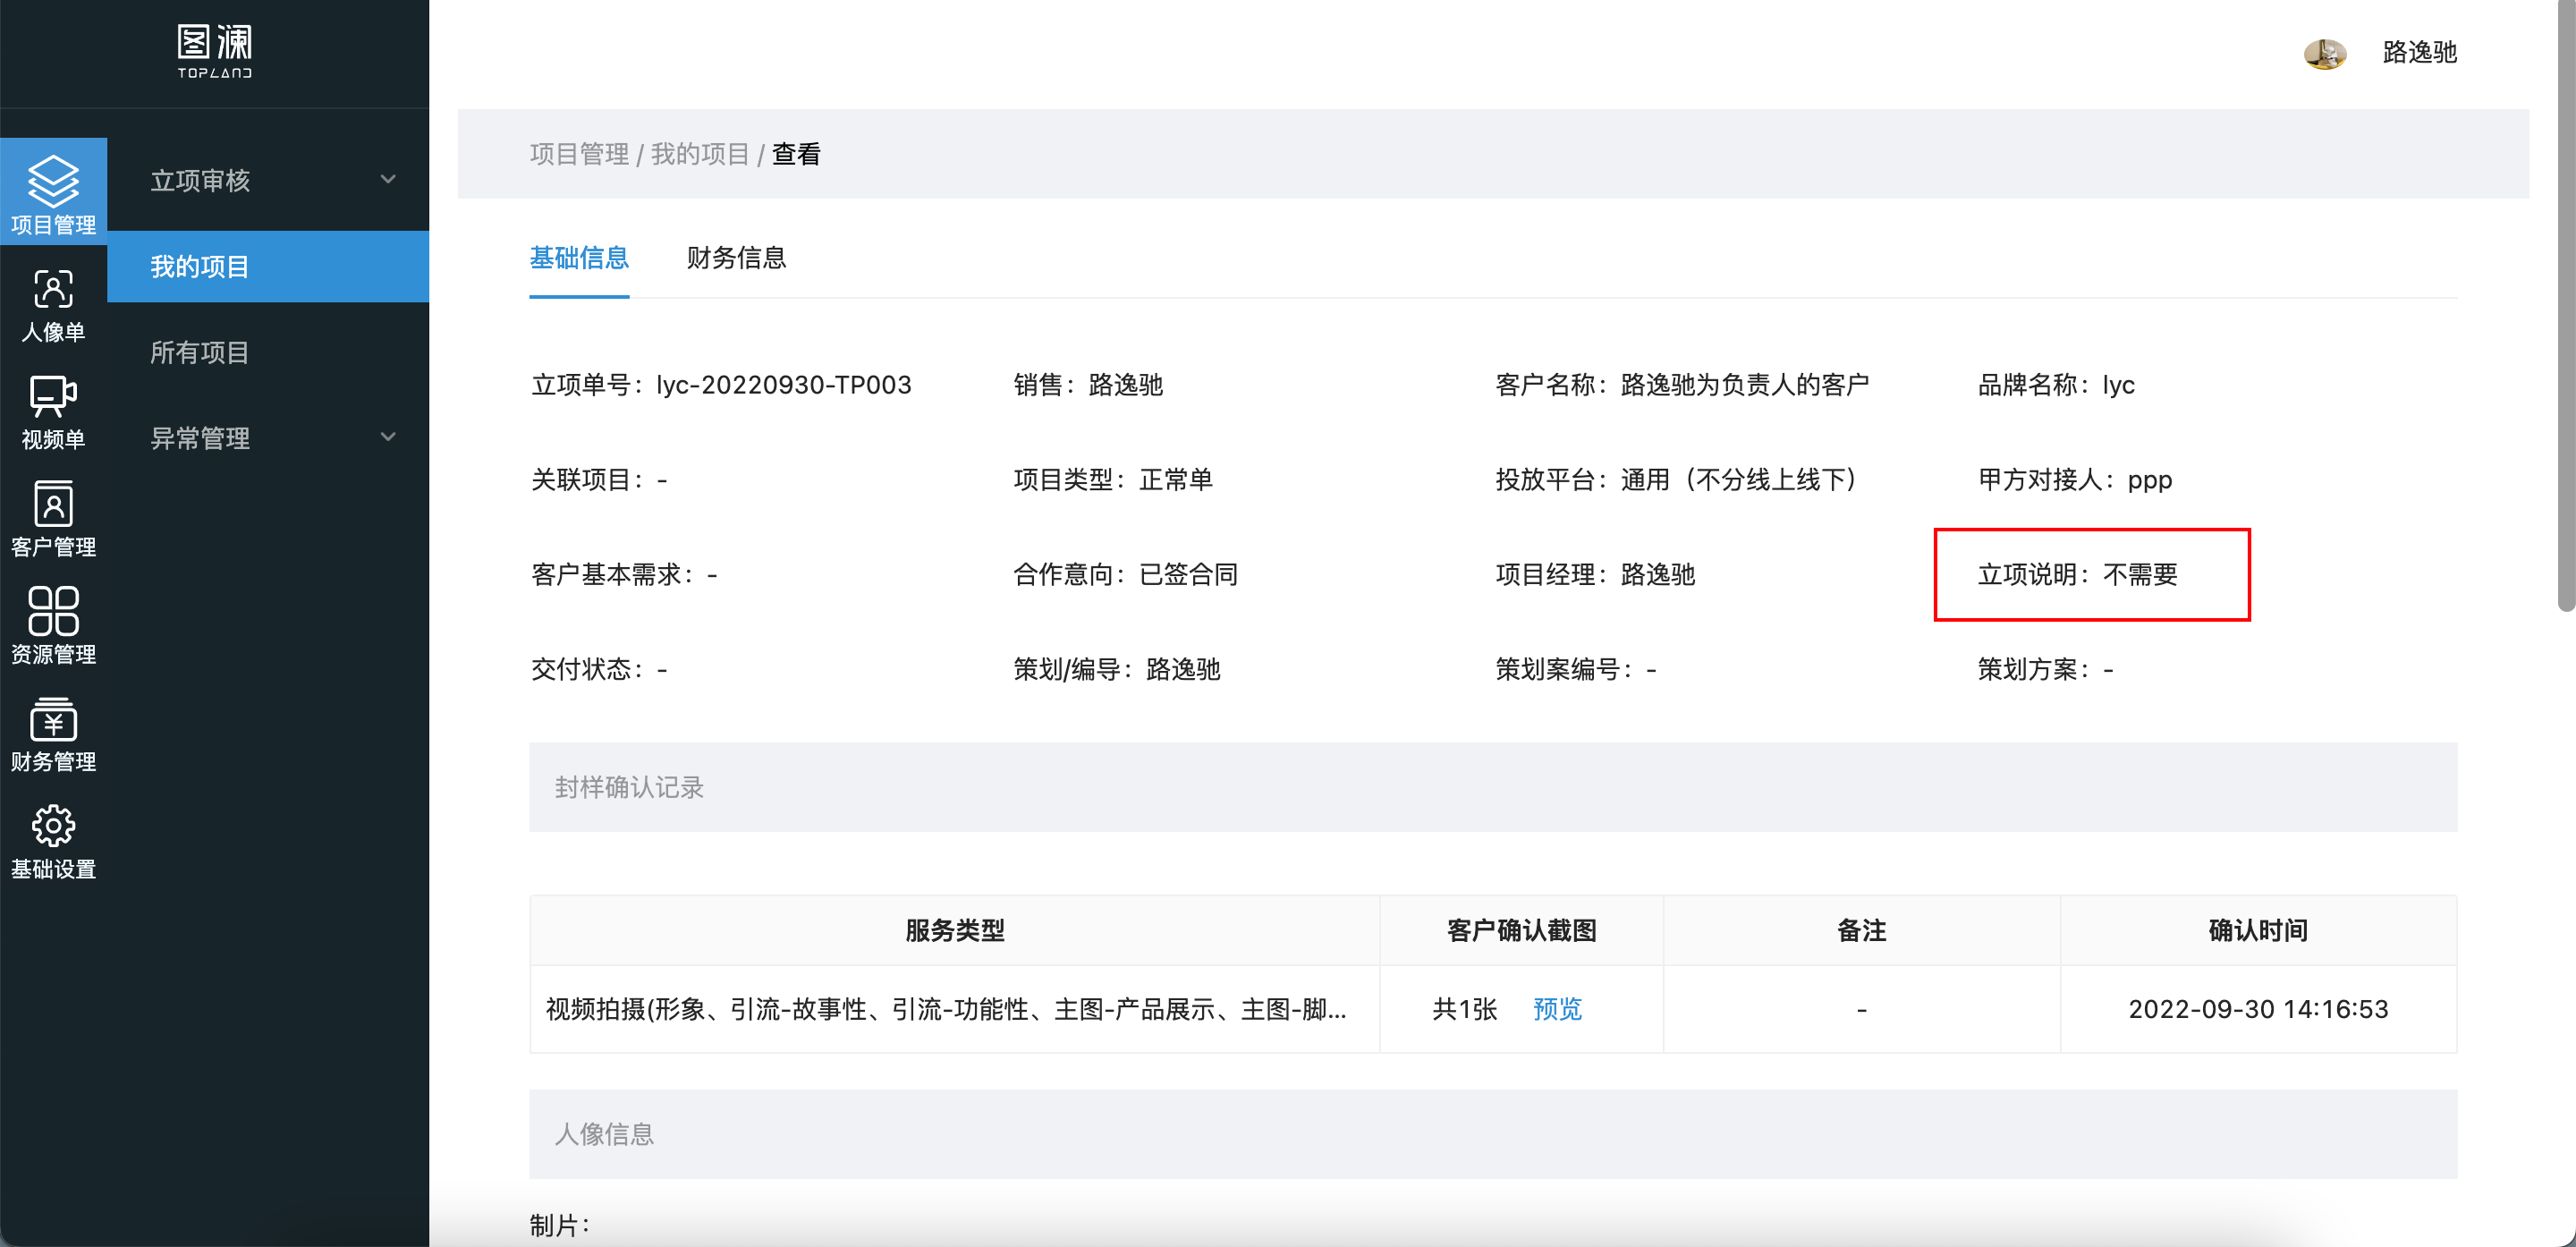 图澜
TOPLAND
路逸驰
项目管理
人像单
视频单
客户管理
资源管理
财务管理
基础设置
立项审核
我的项目
所有项目
异常管理
项目管理 / 我的项目 / 查看
基础信息 财务信息
立项单号：lyc-20220930-TP003 销售：路逸驰 客户名称：路逸驰为负责人的客户 品牌名称：lyc
关联项目：- 项目类型：正常单 投放平台：通用（不分线上线下） 甲方对接人：ppp
客户基本需求：- 合作意向：已签合同 项目经理：路逸驰 立项说明：不需要
交付状态：- 策划/编导：路逸驰 策划案编号：- 策划方案：-
封样确认记录
服务类型 客户确认截图 备注 确认时间
视频拍摄(形象、引流-故事性、引流-功能性、主图-产品展示、主图-脚... 共1张 预览 - 2022-09-30 14:16:53
人像信息
制片：